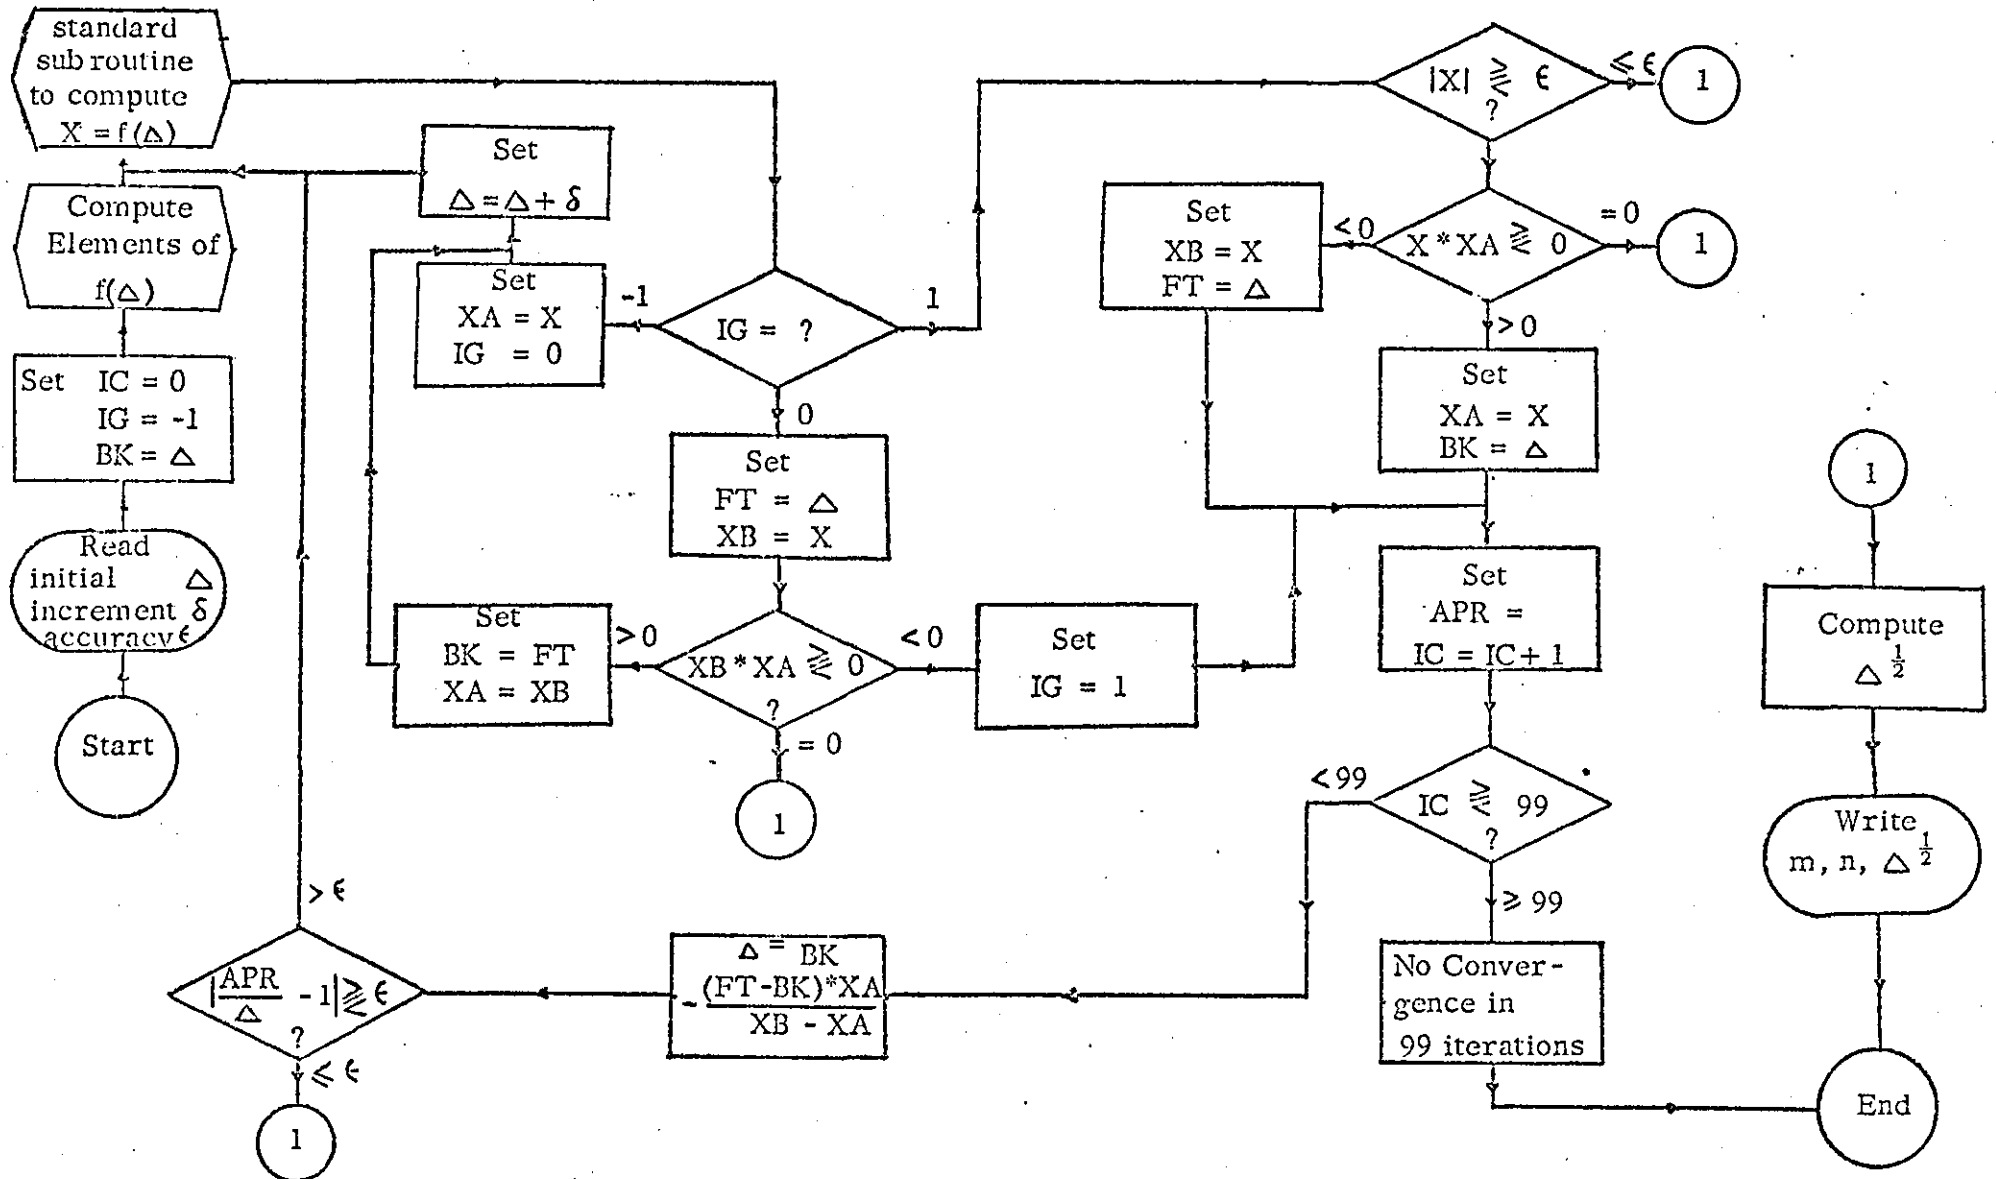 standard
subroutine
to compute
X = f(△)
Compute
Elements of
f(△)
Set IC = 0
IG = -1
BK = △
Read
initial △
increment δ
accuracy ϵ
Start
Set
△ = △ + δ
Set
XA = X
IG = 0
-1
IG = ?
1
0
Set
FT = △
XB = X
Set
BK = FT
XA = XB
>0
XB * XA ⋛ 0
?
<0
= 0
1
Set
IG = 1
|X| ⋛ ϵ
?
≤ ϵ
1
Set
XB = X
FT = △
<0
X * XA ⋛ 0
=0
1
>0
Set
XA = X
BK = △
Set
APR =
IC = IC + 1
<99
IC ⋛ 99
?
≥ 99
No Conver-
gence in
99 iterations
△ = BK
- (FT-BK)*XA
XB - XA
> ϵ
|APR/△ - 1| ⋛ ϵ
?
≤ ϵ
1
1
Compute
△^½
Write
m, n, △^½
End